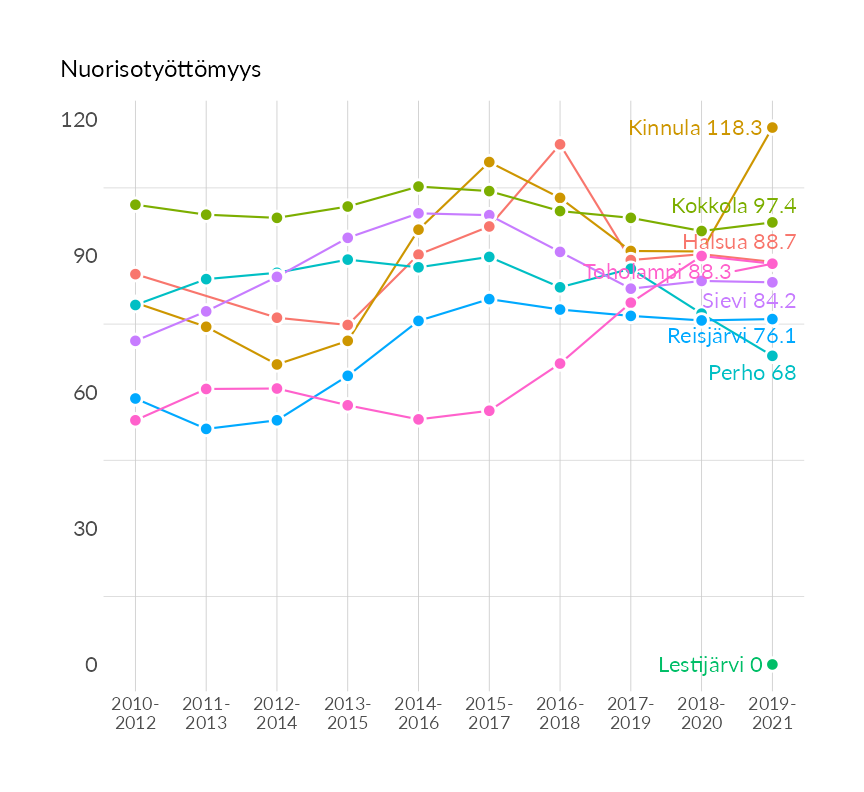 Nuorisotyöttömyys
120
90
60
30
0
Kinnula 118.3
Kokkola 97.4
Halsua 88.7
Toholampi 88.3
Sievi 84.2
Reisjärvi 76.1
Perho 68
Lestijärvi 0
2010-
2012
2011-
2013
2012-
2014
2013-
2015
2014-
2016
2015-
2017
2016-
2018
2017-
2019
2018-
2020
2019-
2021